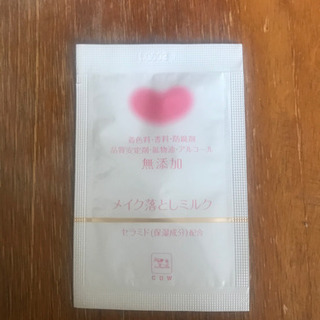 着色料・香料・防腐剤
品質安定剤・鉱物油・アルコール
無添加
メイク落としミルク
セラミド(保湿成分)配合
COW